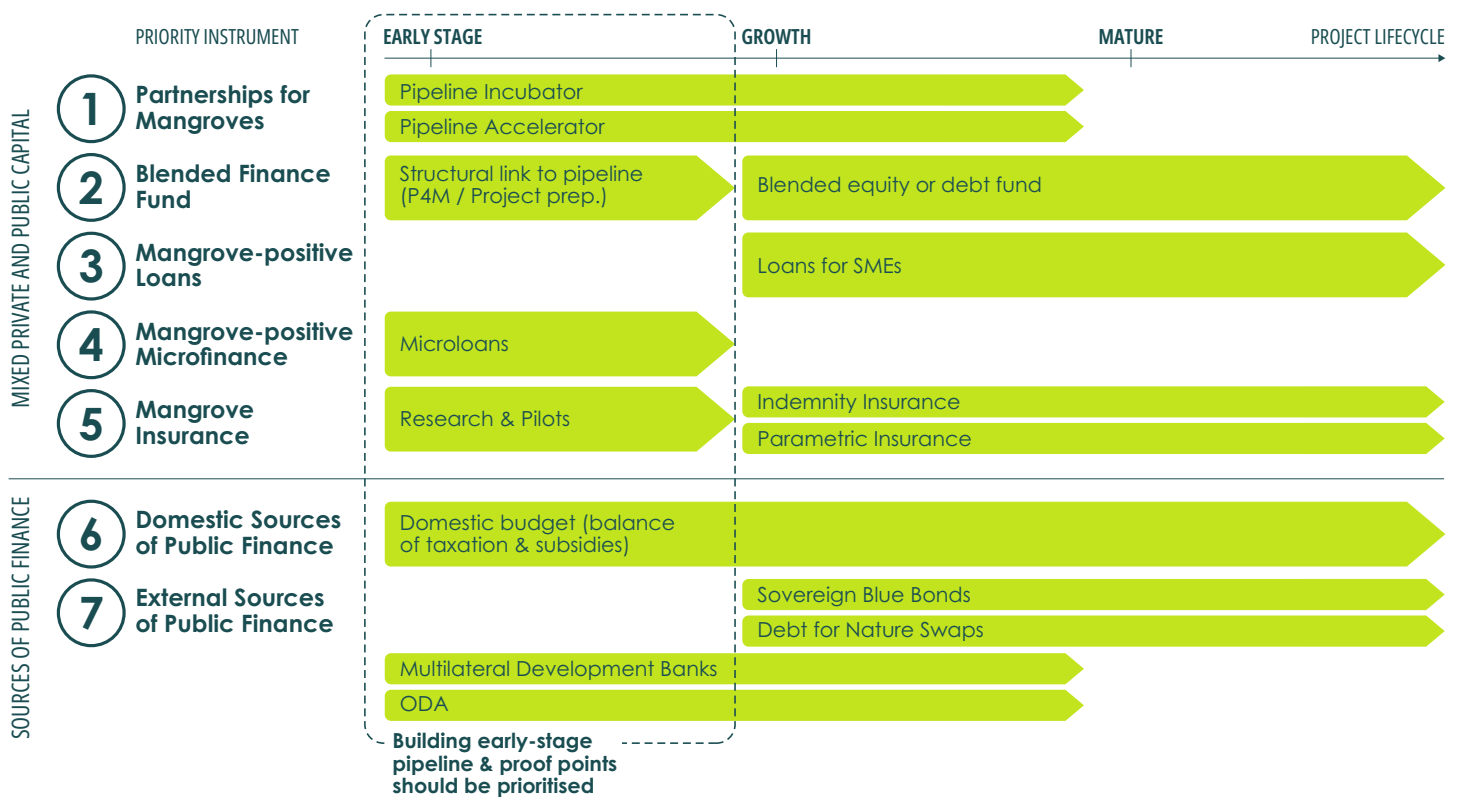 PRIORITY INSTRUMENT
EARLY STAGE
GROWTH
MATURE
PROJECT LIFECYCLE
MIXED PRIVATE AND PUBLIC CAPITAL
1
Partnerships for
Mangroves
Pipeline Incubator
Pipeline Accelerator
2
Blended Finance
Fund
Structural link to pipeline
(P4M / Project prep.)
Blended equity or debt fund
3
Mangrove-positive
Loans
Loans for SMEs
4
Mangrove-positive
Microfinance
Microloans
5
Mangrove
Insurance
Research & Pilots
Indemnity Insurance
Parametric Insurance
SOURCES OF PUBLIC FINANCE
6
Domestic Sources
of Public Finance
Domestic budget (balance
of taxation & subsidies)
7
External Sources
of Public Finance
Sovereign Blue Bonds
Debt for Nature Swaps
Multilateral Development Banks
ODA
Building early-stage
pipeline & proof points
should be prioritised